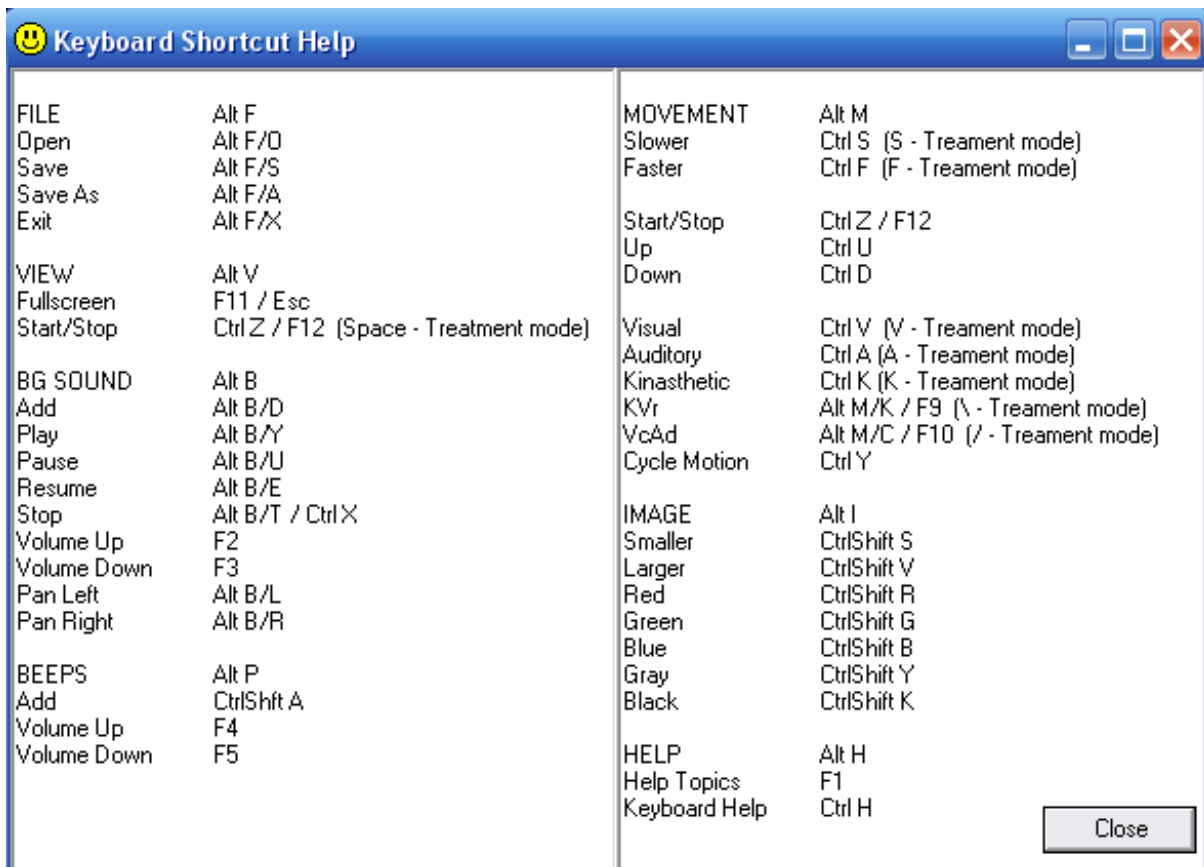 Keyboard Shortcut Help
FILE Alt F
Open Alt F/O
Save Alt F/S
Save As Alt F/A
Exit Alt F/X
VIEW Alt V
Fullscreen F11 / Esc
Start/Stop Ctrl Z / F12 (Space - Treatment mode)
BG SOUND Alt B
Add Alt B/D
Play Alt B/Y
Pause Alt B/U
Resume Alt B/E
Stop Alt B/T / Ctrl X
Volume Up F2
Volume Down F3
Pan Left Alt B/L
Pan Right Alt B/R
BEEPS Alt P
Add CtrlShft A
Volume Up F4
Volume Down F5
MOVEMENT Alt M
Slower Ctrl S (S - Treament mode)
Faster Ctrl F (F - Treament mode)
Start/Stop Ctrl Z / F12
Up Ctrl U
Down Ctrl D
Visual Ctrl V (V - Treament mode)
Auditory Ctrl A (A - Treament mode)
Kinasthetic Ctrl K (K - Treament mode)
KVr Alt M/K / F9 (\ - Treament mode)
VcAd Alt M/C / F10 (/ - Treament mode)
Cycle Motion Ctrl Y
IMAGE Alt I
Smaller CtrlShift S
Larger CtrlShift V
Red CtrlShift R
Green CtrlShift G
Blue CtrlShift B
Gray CtrlShift Y
Black CtrlShift K
HELP Alt H
Help Topics F1
Keyboard Help Ctrl H
Close